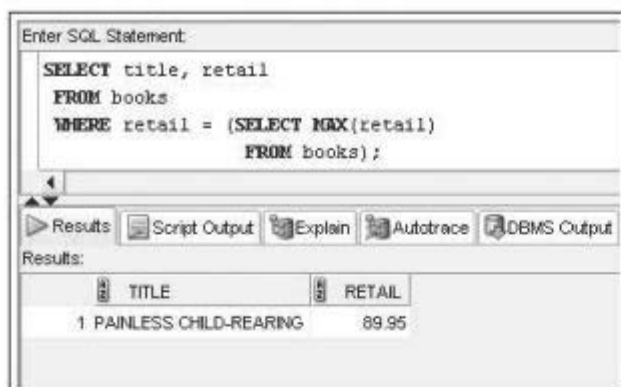 Enter SQL Statement:
SELECT title, retail
FROM books
WHERE retail = (SELECT MAX(retail)
FROM books);
Results Script Output Explain Autotrace DBMS Output
Results:
TITLE RETAIL
1 PAINLESS CHILD-REARING 89.95